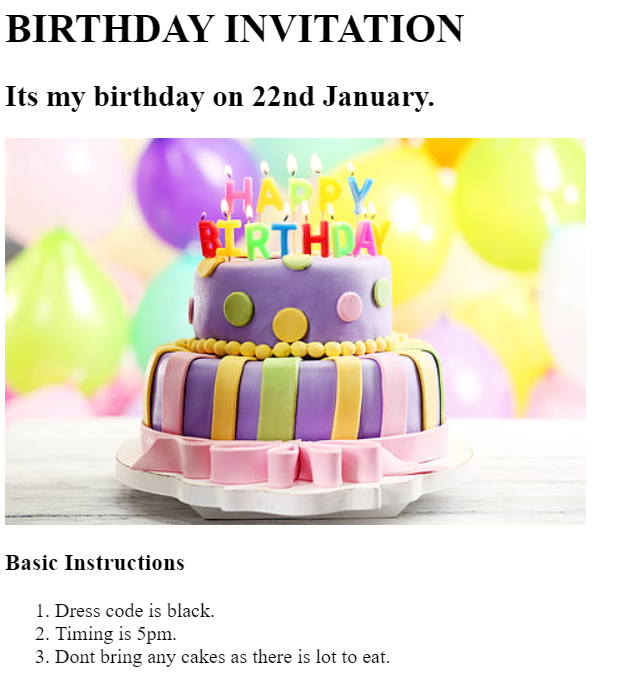 BIRTHDAY INVITATION
Its my birthday on 22nd January.
HAPPY
BIRTHDAY
Basic Instructions
1. Dress code is black.
2. Timing is 5pm.
3. Dont bring any cakes as there is lot to eat.